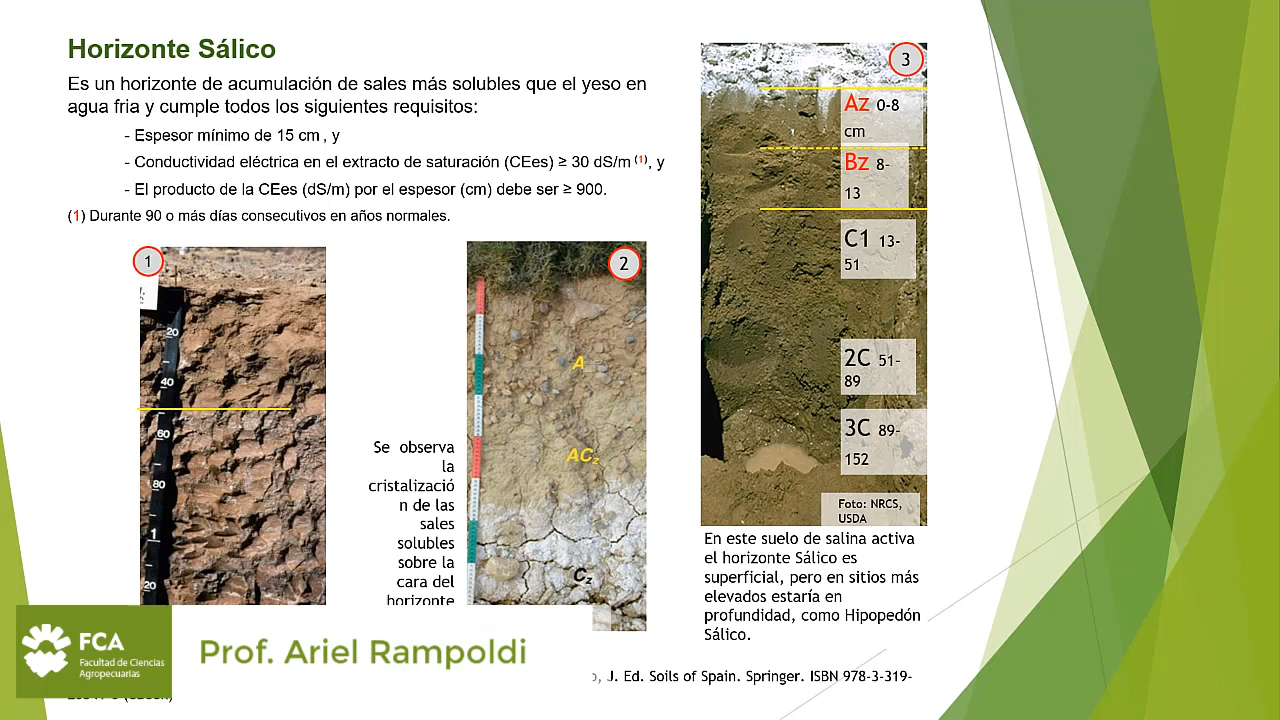 Horizonte Sálico
Es un horizonte de acumulación de sales más solubles que el yeso en
agua fria y cumple todos los siguientes requisitos:
- Espesor mínimo de 15 cm , y
- Conductividad eléctrica en el extracto de saturación (CEes) ≥ 30 dS/m (1), y
- El producto de la CEes (dS/m) por el espesor (cm) debe ser ≥ 900.
(1) Durante 90 o más días consecutivos en años normales.
1
20
40
60
80
1
20
Se observa
la
cristalizació
n de las
sales
solubles
sobre la
cara del
horizonte
2
A
ACz
Cz
3
Az 0-8
cm
Bz 8-
13
C1 13-
51
2C 51-
89
3C 89-
152
Foto: NRCS,
USDA
En este suelo de salina activa
el horizonte Sálico es
superficial, pero en sitios más
elevados estaría en
profundidad, como Hipopedón
Sálico.
FCA
Facultad de Ciencias
Agropecuarias
Prof. Ariel Rampoldi
, J. Ed. Soils of Spain. Springer. ISBN 978-3-319-